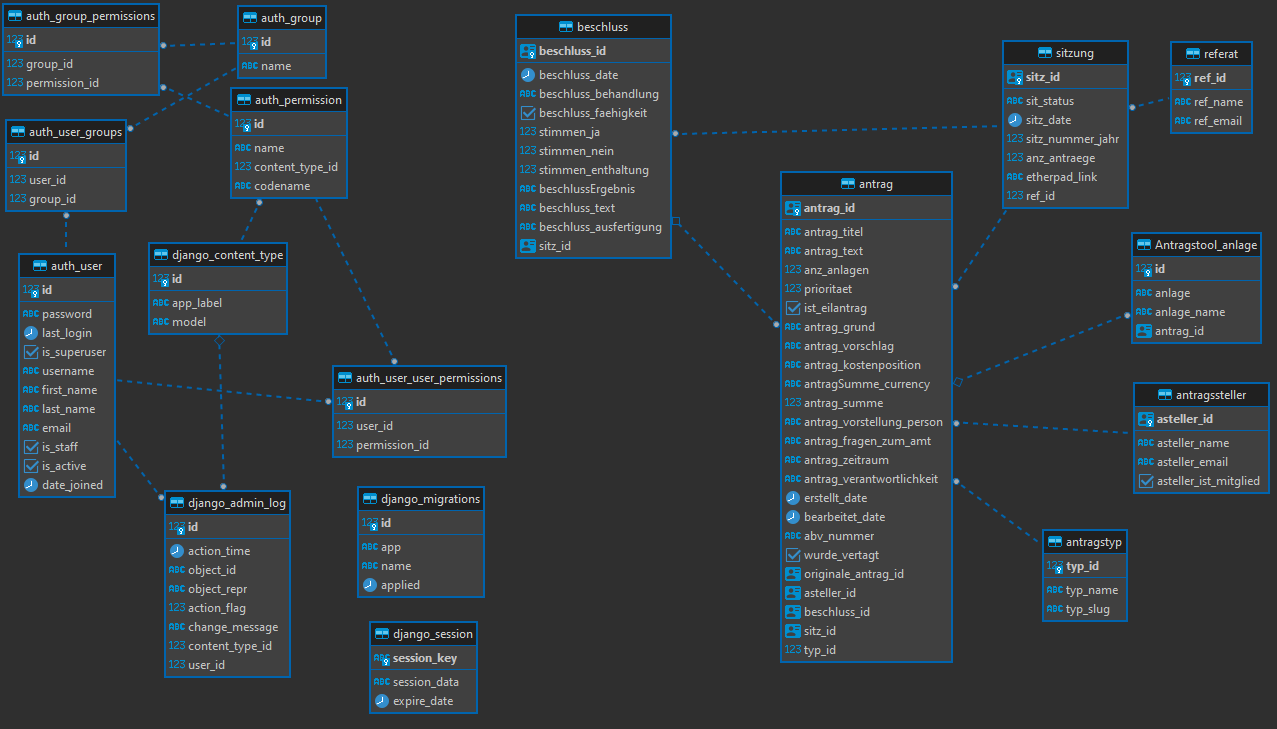 auth_group_permissions
123 id
123 group_id
123 permission_id
auth_group
123 id
ABC name
auth_permission
123 id
ABC name
123 content_type_id
ABC codename
auth_user_groups
123 id
123 user_id
123 group_id
auth_user
123 id
ABC password
last_login
is_superuser
ABC username
ABC first_name
ABC last_name
ABC email
is_staff
is_active
date_joined
django_content_type
123 id
ABC app_label
ABC model
auth_user_user_permissions
123 id
123 user_id
123 permission_id
django_admin_log
123 id
action_time
ABC object_id
ABC object_repr
123 action_flag
ABC change_message
123 content_type_id
123 user_id
django_migrations
123 id
ABC app
ABC name
applied
django_session
ABC session_key
ABC session_data
expire_date
beschluss
beschluss_id
beschluss_date
ABC beschluss_behandlung
beschluss_faehigkeit
123 stimmen_ja
123 stimmen_nein
123 stimmen_enthaltung
ABC beschlussErgebnis
ABC beschluss_text
ABC beschluss_ausfertigung
sitz_id
antrag
antrag_id
ABC antrag_titel
ABC antrag_text
123 anz_anlagen
123 prioritaet
ist_eilantrag
ABC antrag_grund
ABC antrag_vorschlag
ABC antrag_kostenposition
ABC antragSumme_currency
123 antrag_summe
ABC antrag_vorstellung_person
ABC antrag_fragen_zum_amt
ABC antrag_zeitraum
ABC antrag_verantwortlichkeit
erstellt_date
bearbeitet_date
ABC abv_nummer
wurde_vertagt
originale_antrag_id
asteller_id
beschluss_id
sitz_id
123 typ_id
sitzung
sitz_id
ABC sit_status
sitz_date
123 sitz_nummer_jahr
123 anz_antraege
ABC etherpad_link
123 ref_id
referat
123 ref_id
ABC ref_name
ABC ref_email
Antragstool_anlage
123 id
ABC anlage
ABC anlage_name
antrag_id
antragssteller
asteller_id
ABC asteller_name
ABC asteller_email
asteller_ist_mitglied
antragstyp
123 typ_id
ABC typ_name
ABC typ_slug